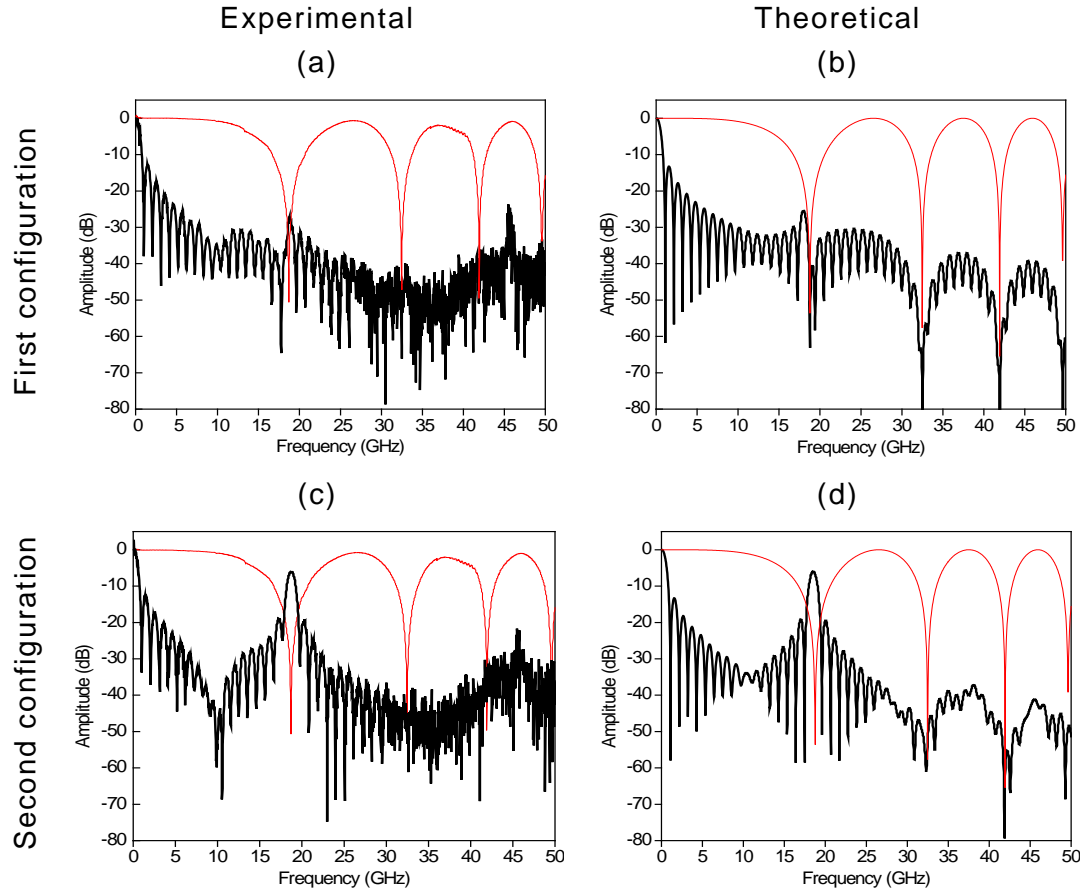 Experimental
Theoretical
(a)
(b)
First configuration
Amplitude (dB)
0
-10
-20
-30
-40
-50
-60
-70
-80
0 5 10 15 20 25 30 35 40 45 50
Frequency (GHz)
Amplitude (dB)
0
-10
-20
-30
-40
-50
-60
-70
-80
0 5 10 15 20 25 30 35 40 45 50
Frequency (GHz)
(c)
(d)
Second configuration
Amplitude (dB)
0
-10
-20
-30
-40
-50
-60
-70
-80
0 5 10 15 20 25 30 35 40 45 50
Frequency (GHz)
Amplitude (dB)
0
-10
-20
-30
-40
-50
-60
-70
-80
0 5 10 15 20 25 30 35 40 45 50
Frequency (GHz)